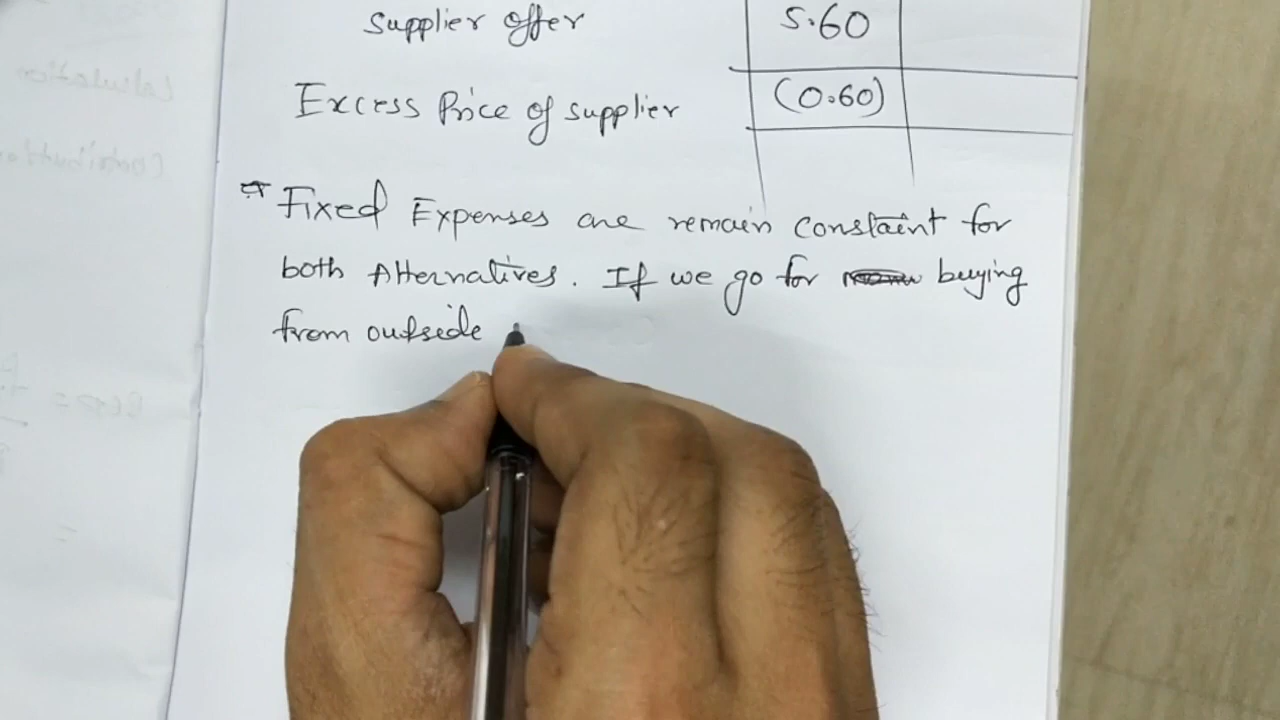 Supplier Offer 5.60
Excess Price of supplier (0.60)
* Fixed Expenses are remain constaint for
both Alternatives. If we go for buying
from outside